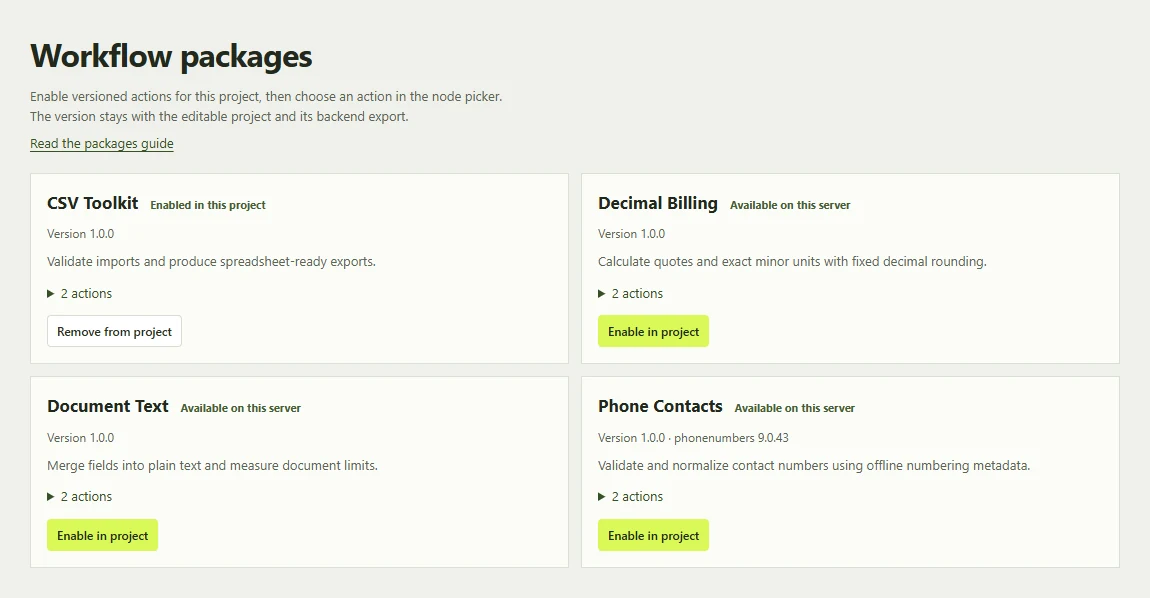 Workflow packages
Enable versioned actions for this project, then choose an action in the node picker.
The version stays with the editable project and its backend export.
Read the packages guide
CSV Toolkit Enabled in this project
Version 1.0.0
Validate imports and produce spreadsheet-ready exports.
2 actions
Remove from project
Decimal Billing Available on this server
Version 1.0.0
Calculate quotes and exact minor units with fixed decimal rounding.
2 actions
Enable in project
Document Text Available on this server
Version 1.0.0
Merge fields into plain text and measure document limits.
2 actions
Enable in project
Phone Contacts Available on this server
Version 1.0.0 · phonenumbers 9.0.43
Validate and normalize contact numbers using offline numbering metadata.
2 actions
Enable in project